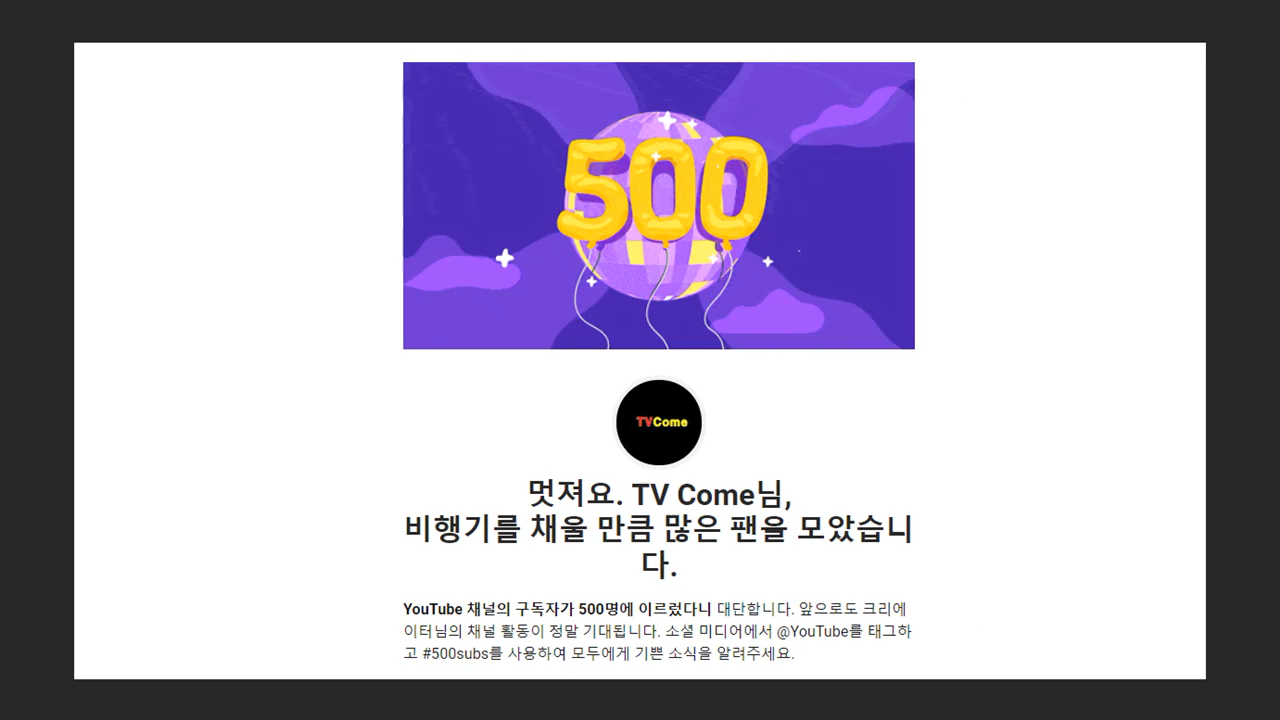 500
TVCome
멋져요. TV Come님,
비행기를 채울 만큼 많은 팬을 모았습니
다.
YouTube 채널의 구독자가 500명에 이르렀다니 대단합니다. 앞으로도 크리에
이터님의 채널 활동이 정말 기대됩니다. 소셜 미디어에서 @YouTube를 태그하
고 #500subs를 사용하여 모두에게 기쁜 소식을 알려주세요.